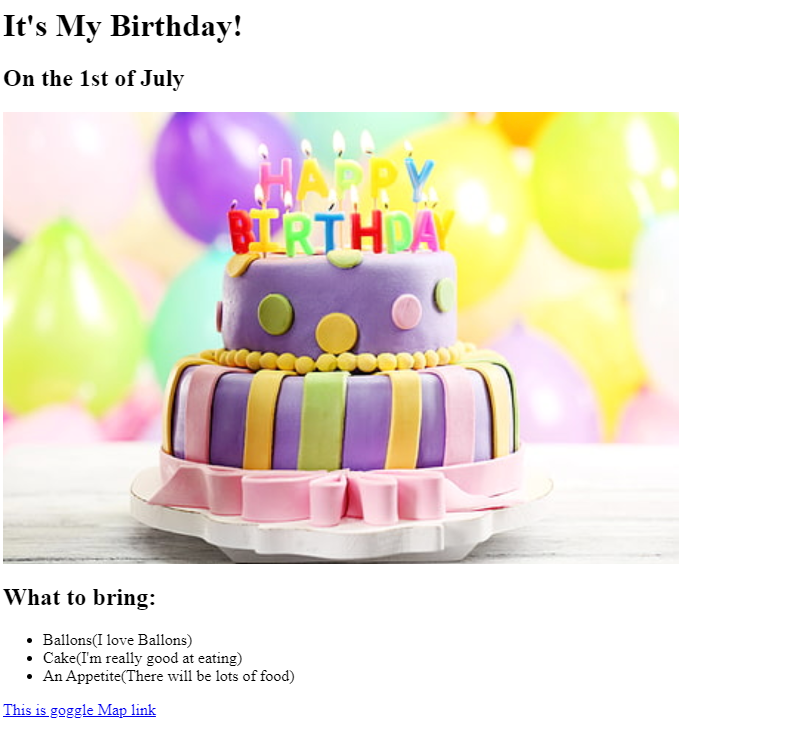 It's My Birthday!
On the 1st of July
HAPPY
BIRTHDAY
What to bring:
Ballons(I love Ballons)
Cake(I'm really good at eating)
An Appetite(There will be lots of food)
This is goggle Map link